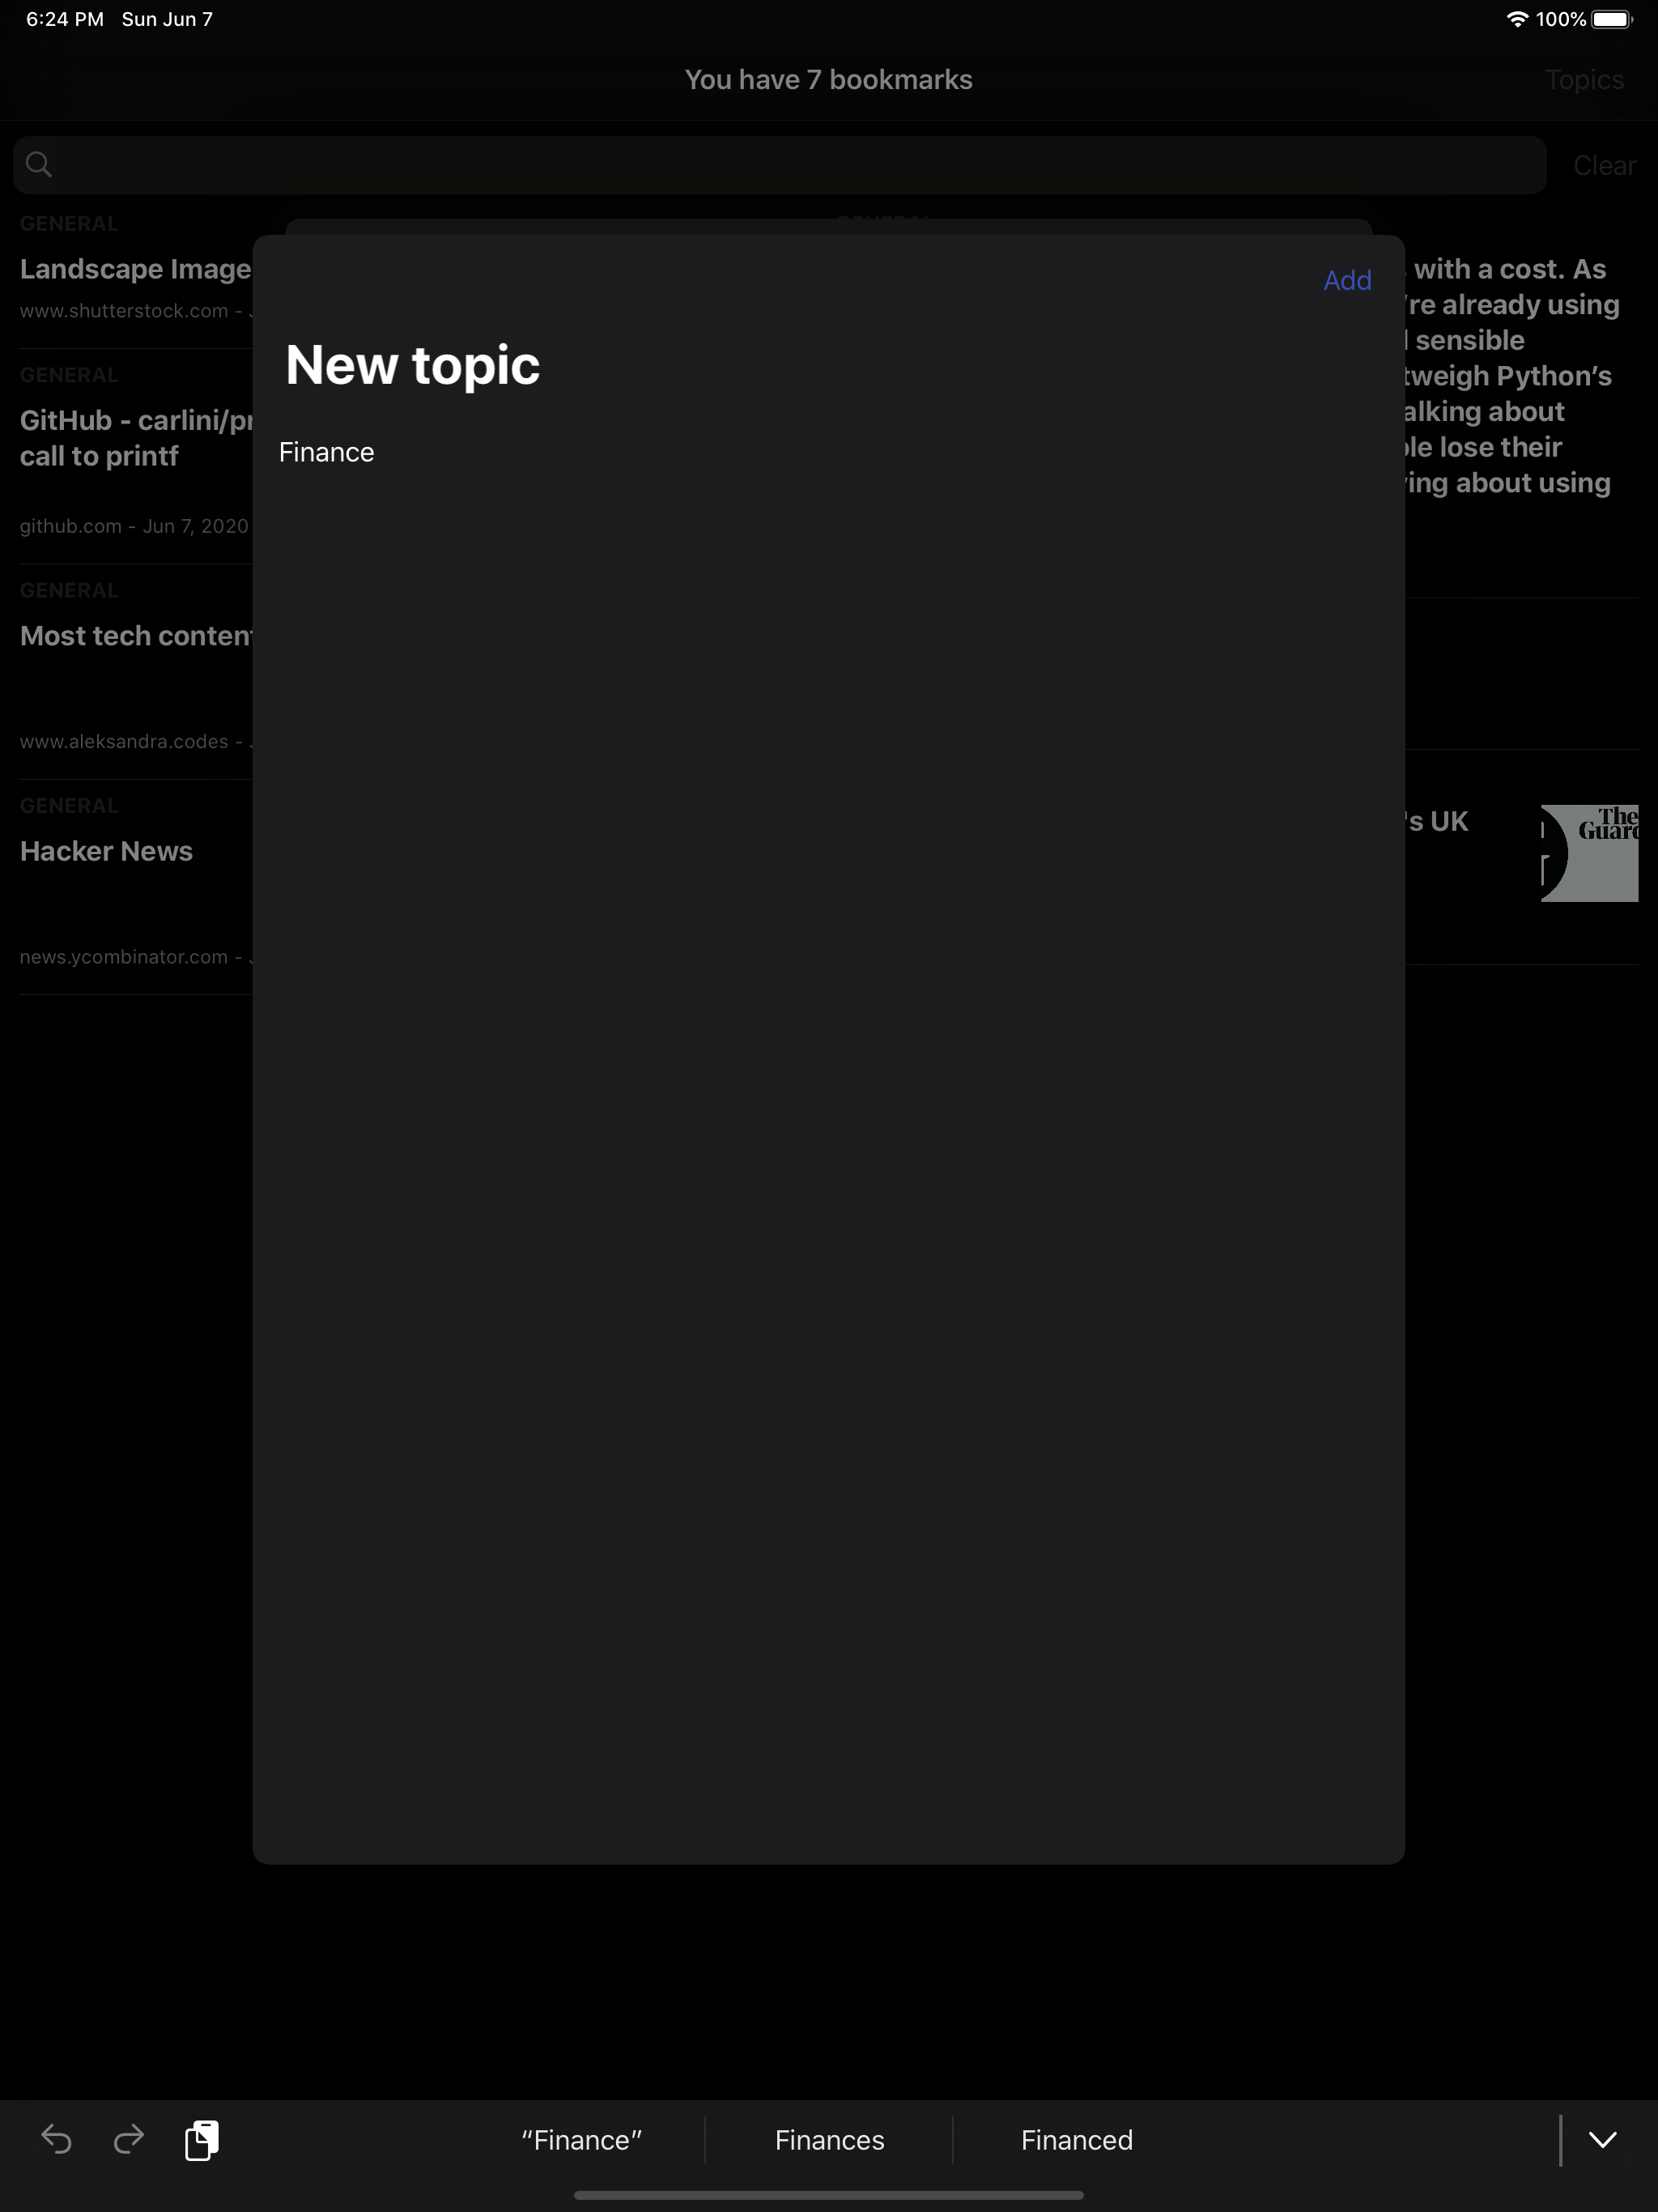 6:24 PM Sun Jun 7
100%
You have 7 bookmarks
Topics
Clear
GENERAL
Landscape Image
www.shutterstock.com -
GENERAL
GitHub - carlini/pr
call to printf
github.com - Jun 7, 2020
GENERAL
Most tech content
www.aleksandra.codes -
GENERAL
Hacker News
news.ycombinator.com -
Add
New topic
Finance
with a cost. As
're already using
sensible
tweigh Python’s
alking about
ple lose their
ying about using
's UK
The
Guard
“Finance”
Finances
Financed